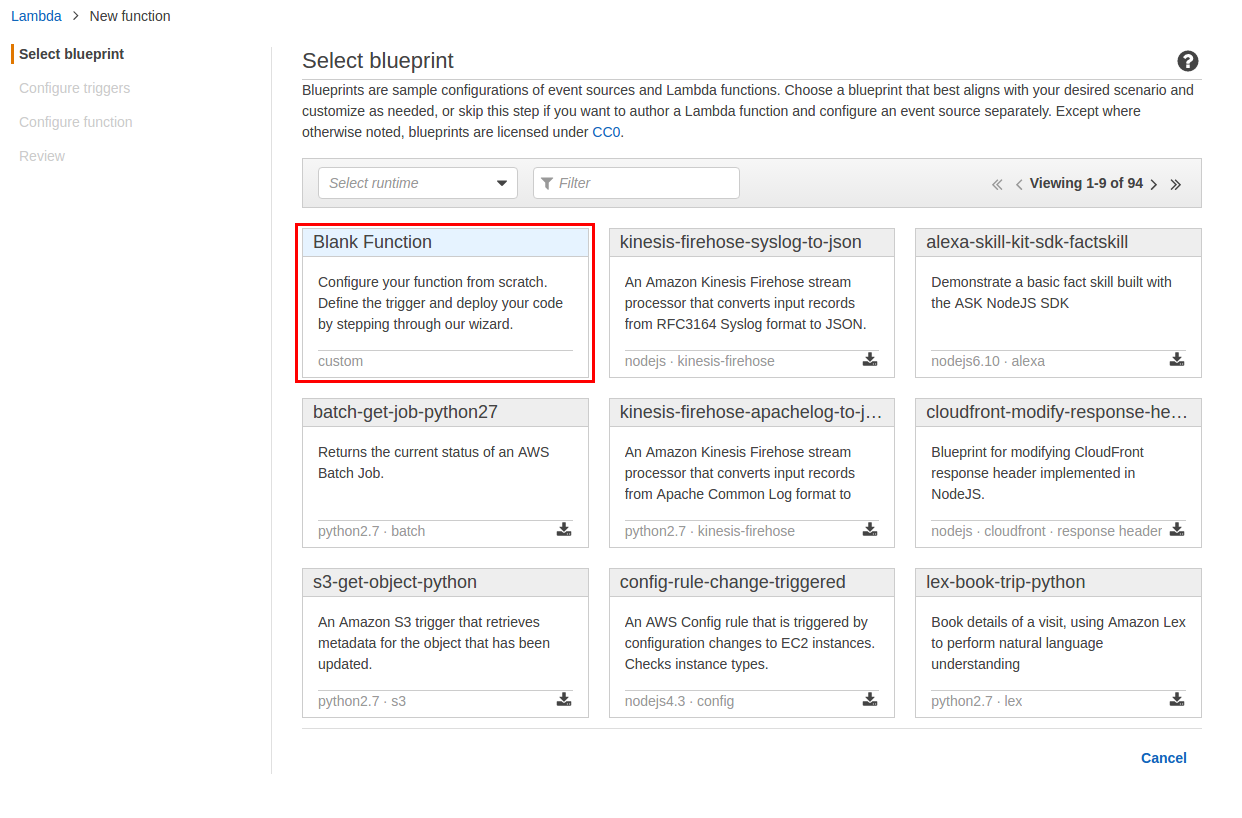 Lambda > New function
Select blueprint
Configure triggers
Configure function
Review
Select blueprint
Blueprints are sample configurations of event sources and Lambda functions. Choose a blueprint that best aligns with your desired scenario and
customize as needed, or skip this step if you want to author a Lambda function and configure an event source separately. Except where
otherwise noted, blueprints are licensed under CC0.
Select runtime
Filter
« < Viewing 1-9 of 94 > »
Blank Function
Configure your function from scratch.
Define the trigger and deploy your code
by stepping through our wizard.
custom
kinesis-firehose-syslog-to-json
An Amazon Kinesis Firehose stream
processor that converts input records
from RFC3164 Syslog format to JSON.
nodejs · kinesis-firehose
alexa-skill-kit-sdk-factskill
Demonstrate a basic fact skill built with
the ASK NodeJS SDK
nodejs6.10 · alexa
batch-get-job-python27
Returns the current status of an AWS
Batch Job.
python2.7 · batch
kinesis-firehose-apachelog-to-j…
An Amazon Kinesis Firehose stream
processor that converts input records
from Apache Common Log format to
python2.7 · kinesis-firehose
cloudfront-modify-response-he…
Blueprint for modifying CloudFront
response header implemented in
NodeJS.
nodejs · cloudfront · response header
s3-get-object-python
An Amazon S3 trigger that retrieves
metadata for the object that has been
updated.
python2.7 · s3
config-rule-change-triggered
An AWS Config rule that is triggered by
configuration changes to EC2 instances.
Checks instance types.
nodejs4.3 · config
lex-book-trip-python
Book details of a visit, using Amazon Lex
to perform natural language
understanding
python2.7 · lex
Cancel